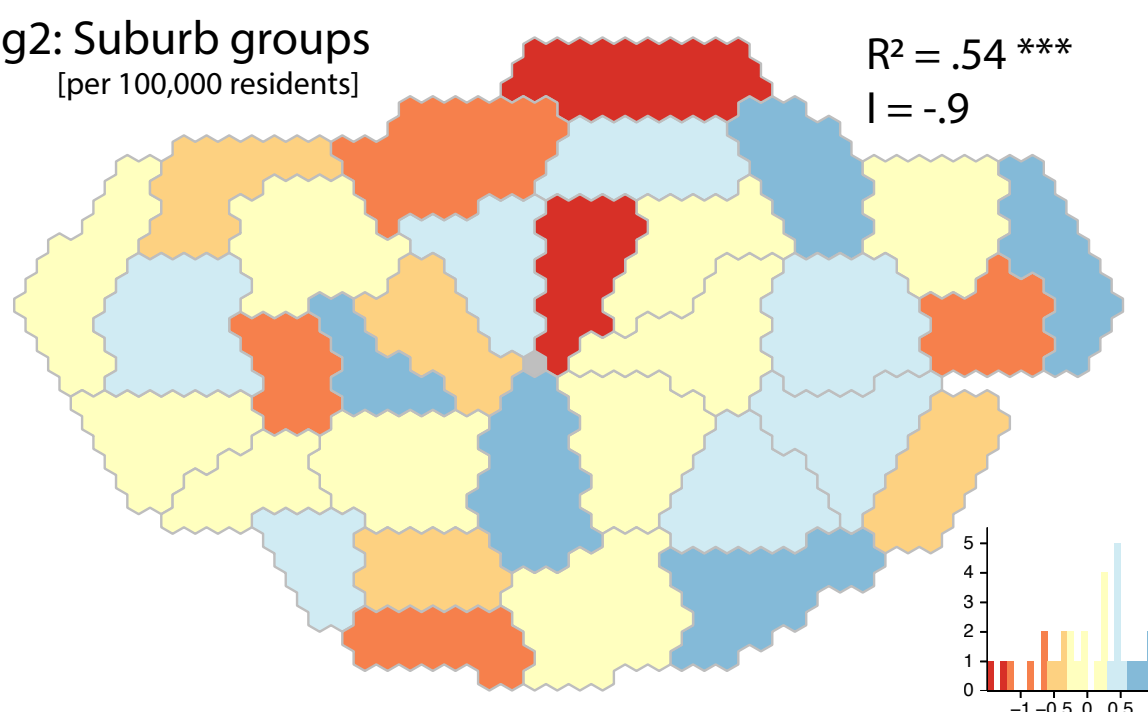 g2: Suburb groups
[per 100,000 residents]
R² = .54 ***
I = -.9
5
4
3
2
1
0
−1 −0.5 0 0.5